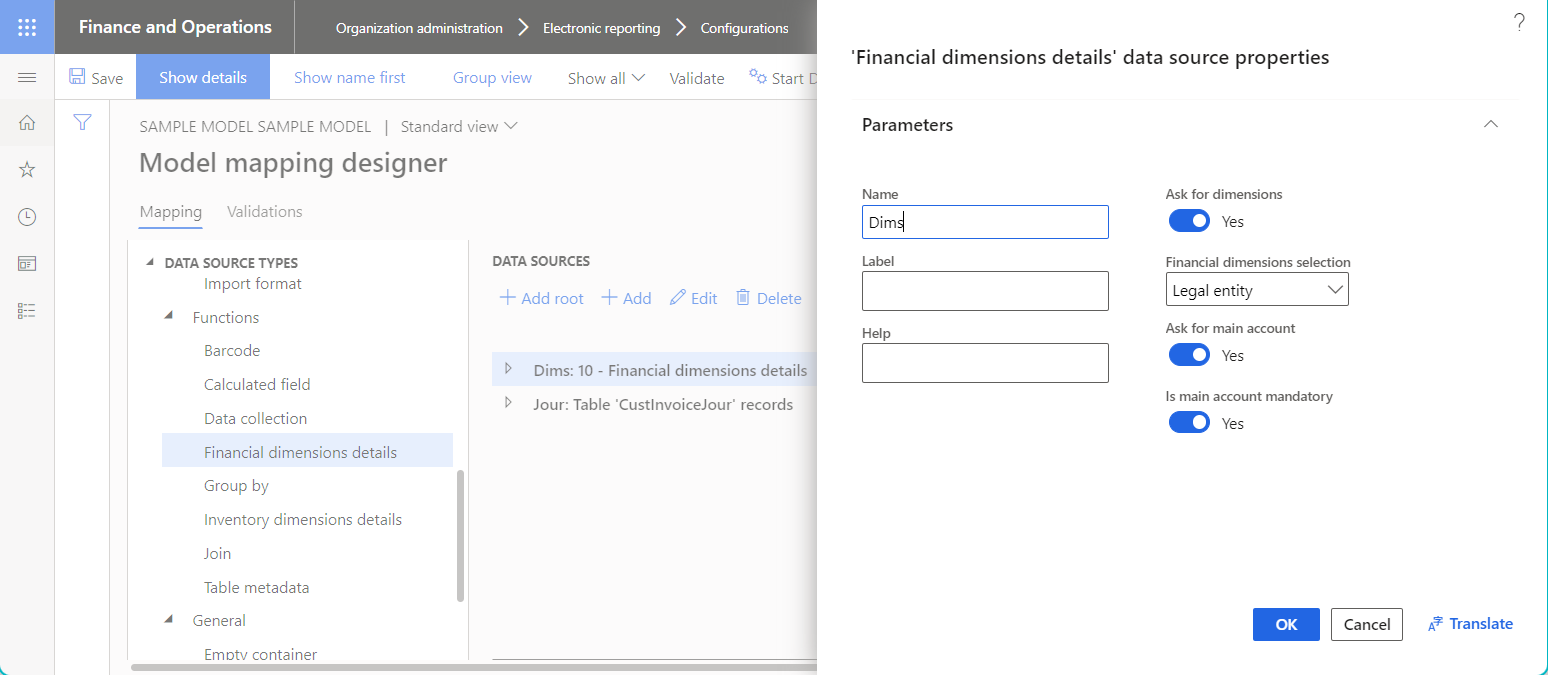 Finance and Operations
Organization administration
Electronic reporting
Configurations
Save
Show details
Show name first
Group view
Show all
Validate
Start D
SAMPLE MODEL SAMPLE MODEL | Standard view
Model mapping designer
Mapping
Validations
DATA SOURCE TYPES
Import format
Functions
Barcode
Calculated field
Data collection
Financial dimensions details
Group by
Inventory dimensions details
Join
Table metadata
General
Empty container
DATA SOURCES
Add root
Add
Edit
Delete
Dims: 10 - Financial dimensions details
Jour: Table 'CustInvoiceJour' records
?
'Financial dimensions details' data source properties
Parameters
Name
Dims
Label
Help
Ask for dimensions
Yes
Financial dimensions selection
Legal entity
Ask for main account
Yes
Is main account mandatory
Yes
OK
Cancel
Translate